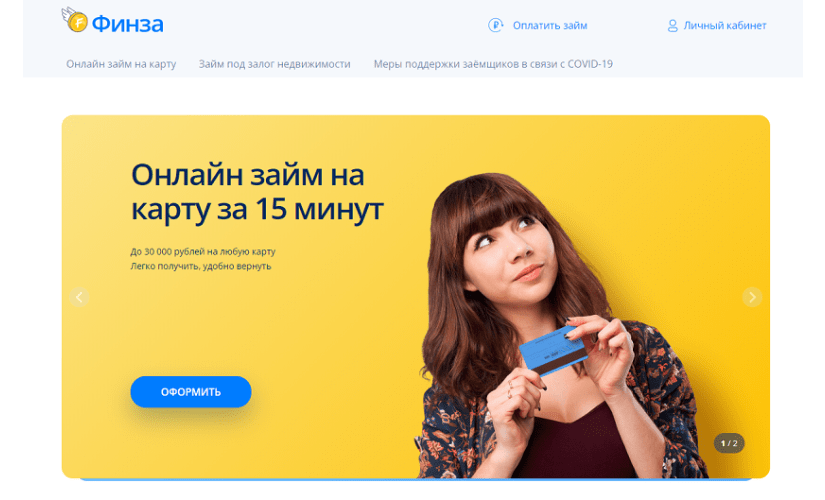 Финза
Оплатить займ
Личный кабинет
Онлайн займ на карту
Займ под залог недвижимости
Меры поддержки заёмщиков в связи с COVID-19
Онлайн займ на
карту за 15 минут
До 30 000 рублей на любую карту
Легко получить, удобно вернуть
ОФОРМИТЬ
1 / 2